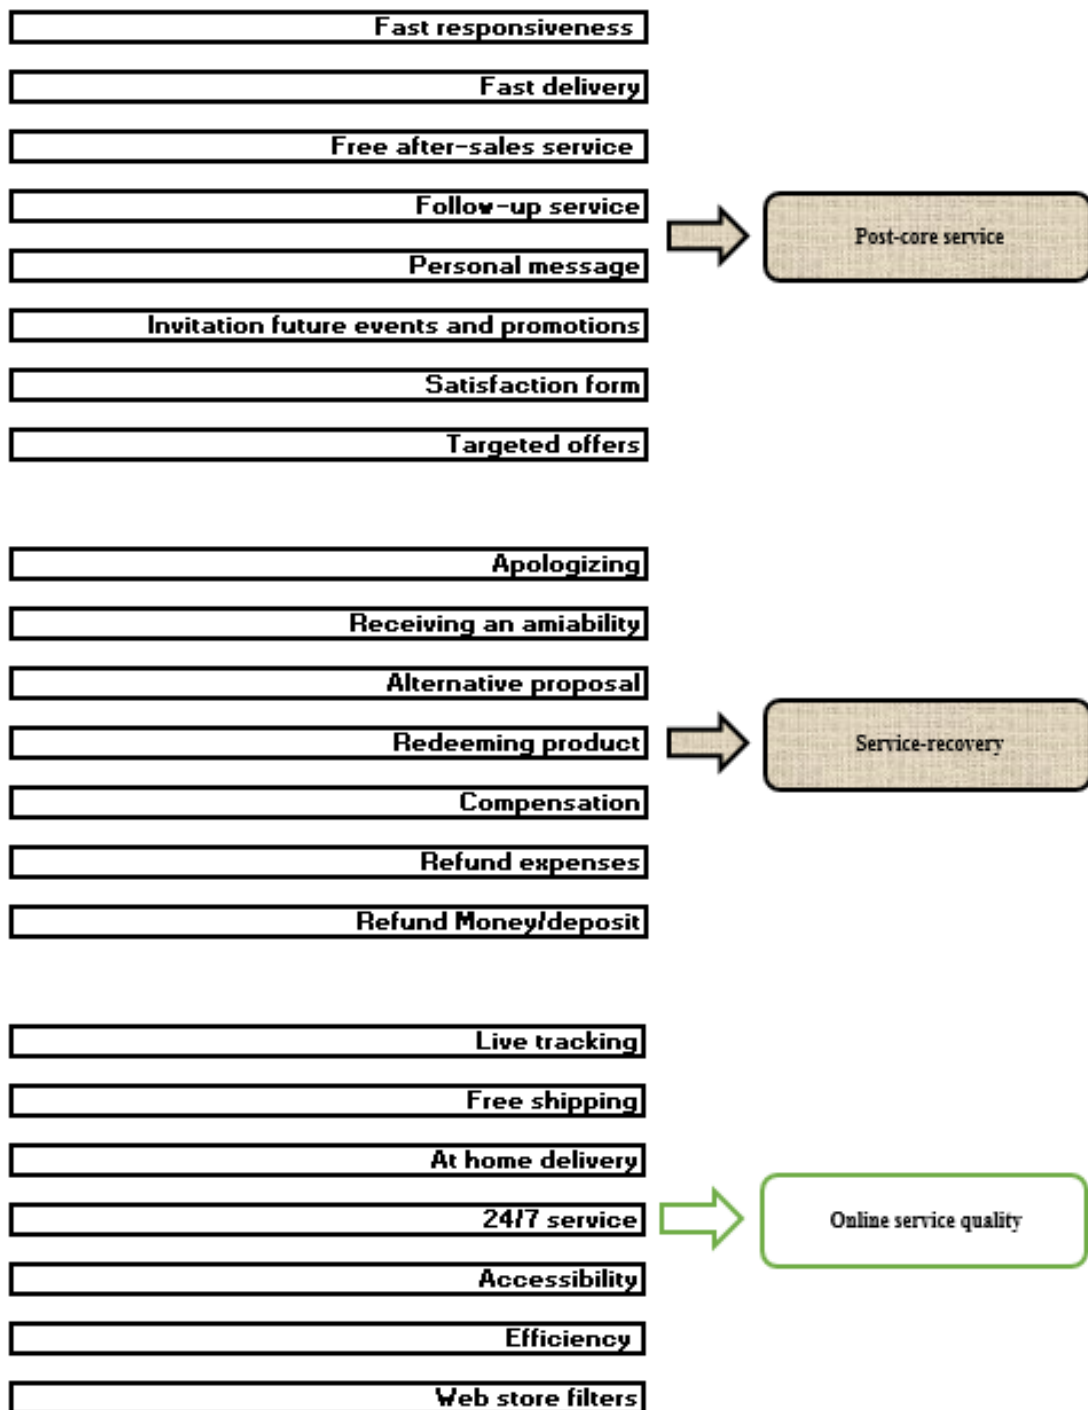 Fast responsiveness
Fast delivery
Free after-sales service
Follow-up service
Personal message
Invitation future events and promotions
Satisfaction form
Targeted offers
Post-core service
Apologizing
Receiving an amiability
Alternative proposal
Redeeming product
Compensation
Refund expenses
Refund Money/deposit
Service-recovery
Live tracking
Free shipping
At home delivery
24/7 service
Accessibility
Efficiency
Web store filters
Online service quality